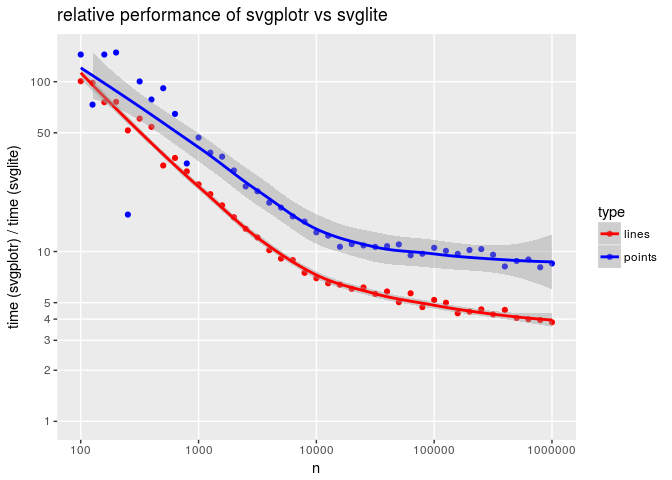 relative performance of svgplotr vs svglite
time (svgplotr) / time (svglite)
100
50
10
5
4
3
2
1
100
1000
10000
100000
1000000
n
type
lines
points